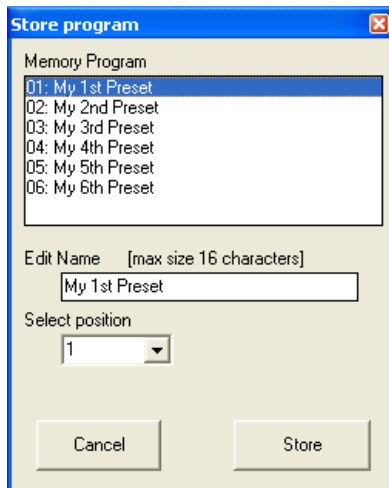 Store program
Memory Program
01: My 1st Preset
02: My 2nd Preset
03: My 3rd Preset
04: My 4th Preset
05: My 5th Preset
06: My 6th Preset
Edit Name [max size 16 characters]
My 1st Preset
Select position
1
Cancel Store